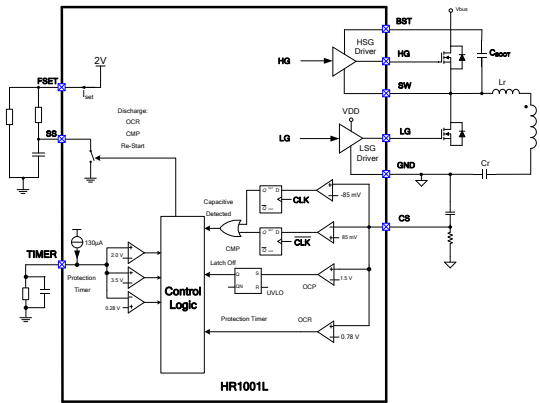 Vbus
BST
HSG
Driver
HG
HG
CBOOT
FSET
2V
Iset
SW
Lr
Discharge:
OCR
CMP
Re-Start
SS
VDD
LG
LG
LSG
Driver
GND
Cr
Capacitive
Detected
CLK
-85 mV
CS
CLK
85 mV
CMP
130μA
TIMER
2.0 V
Protection
Timer
3.5 V
0.28 V
Control
Logic
Latch Off
Q S
QN R
UVLO
OCP
1.5 V
Protection Timer
OCR
0.78 V
HR1001L